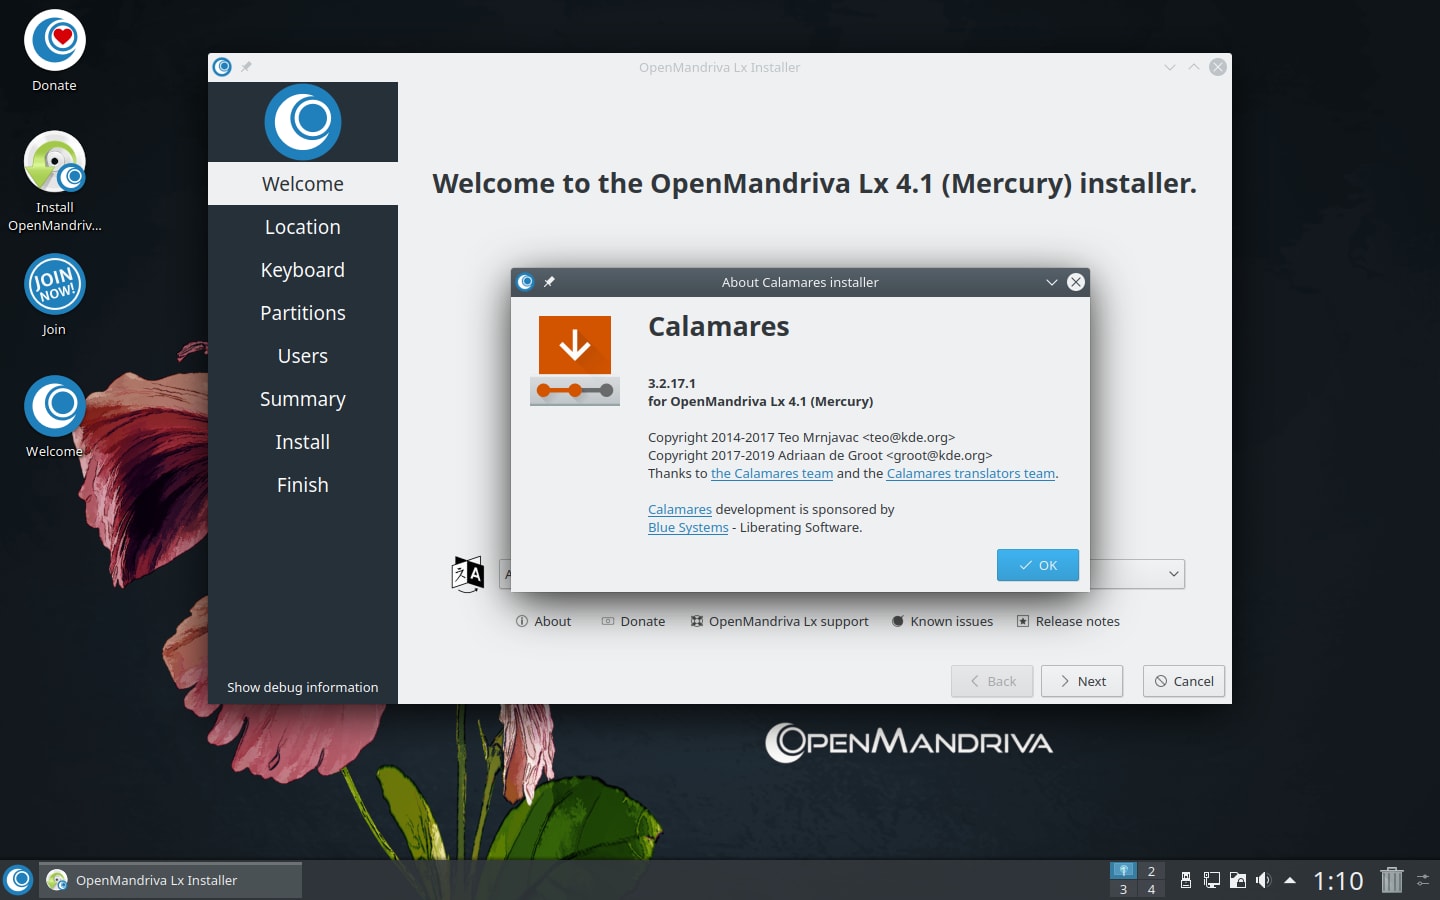 Donate
Install
OpenMandriv...
JOIN
NOW!
Join
Welcome
OpenMandriva Lx Installer
Welcome
Location
Keyboard
Partitions
Users
Summary
Install
Finish
Show debug information
Welcome to the OpenMandriva Lx 4.1 (Mercury) installer.
About Calamares installer
Calamares
3.2.17.1
for OpenMandriva Lx 4.1 (Mercury)
Copyright 2014-2017 Teo Mrnjavac <teo@kde.org>
Copyright 2017-2019 Adriaan de Groot <groot@kde.org>
Thanks to the Calamares team and the Calamares translators team.
Calamares development is sponsored by
Blue Systems - Liberating Software.
OK
About Donate OpenMandriva Lx support Known issues Release notes
Back Next Cancel
OPENMANDRIVA
OpenMandriva Lx Installer
2
3 4
1:10